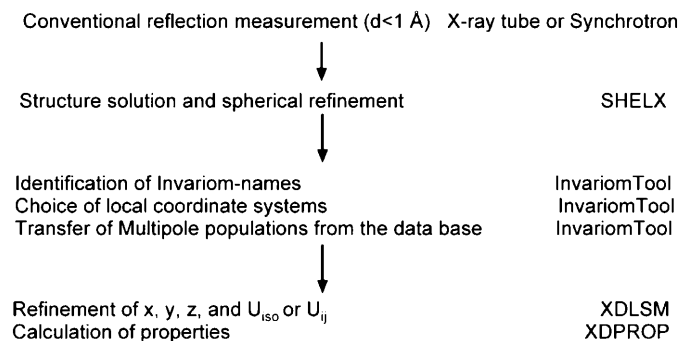 Conventional reflection measurement (d<1 Å) X-ray tube or Synchrotron
Structure solution and spherical refinement SHELX
Identification of Invariom-names InvariomTool
Choice of local coordinate systems InvariomTool
Transfer of Multipole populations from the data base InvariomTool
Refinement of x, y, z, and Uiso or Uij XDLSM
Calculation of properties XDPROP